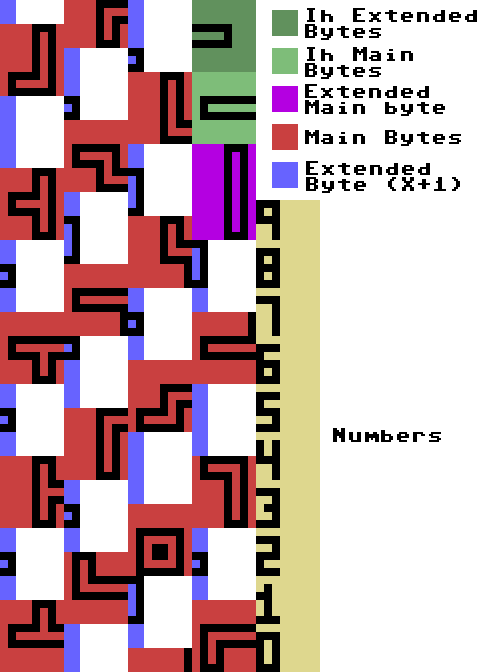 Ih Extended
Bytes
Ih Main
Bytes
Extended
Main byte
Main Bytes
Extended
Byte (X+1)
9
8
7
6
5
4
3
2
1
0
Numbers